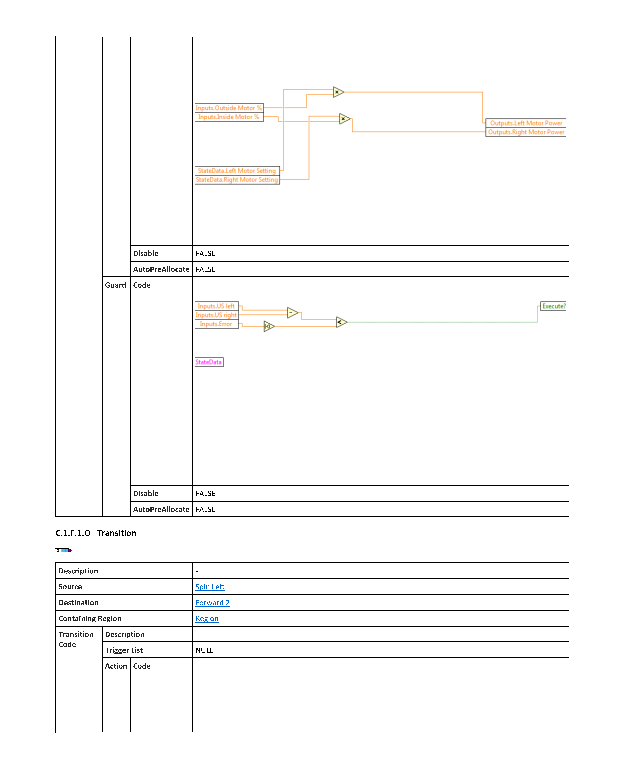 Inputs.Outside Motor %
Inputs.Inside Motor %
Outputs.Left Motor Power
Outputs.Right Motor Power
StateData.Left Motor Setting
StateData.Right Motor Setting
Disable FALSE
AutoPreAllocate FALSE
Guard Code
Inputs.US left
Inputs.US right
Inputs.Error
Execute?
StateData
Disable FALSE
AutoPreAllocate FALSE
Transition
Description -
Source Spin Left
Destination Forward 2
Containing Region Region
Transition Code Description
Trigger List NULL
Action Code